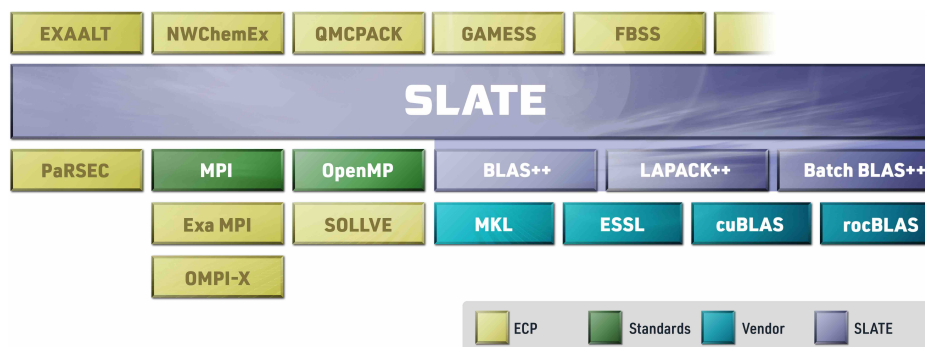 EXAALT NWChemEx QMCPACK GAMESS FBSS
SLATE
PaRSEC MPI OpenMP BLAS++ LAPACK++ Batch BLAS++
Exa MPI SOLLVE MKL ESSL cuBLAS rocBLAS
OMPI-X
ECP Standards Vendor SLATE